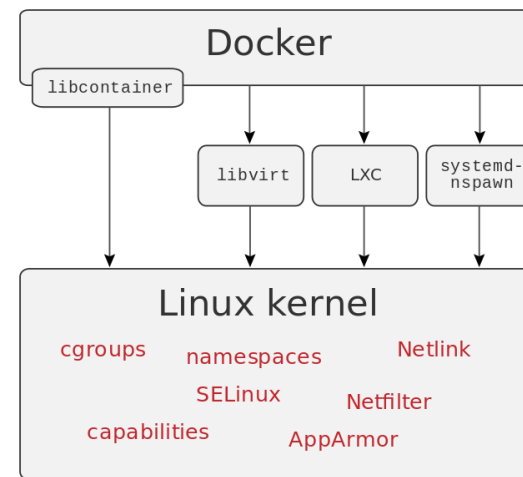 Docker
libcontainer
libvirt
LXC
systemd-
nspawn
Linux kernel
cgroups
namespaces
Netlink
SELinux
Netfilter
capabilities
AppArmor